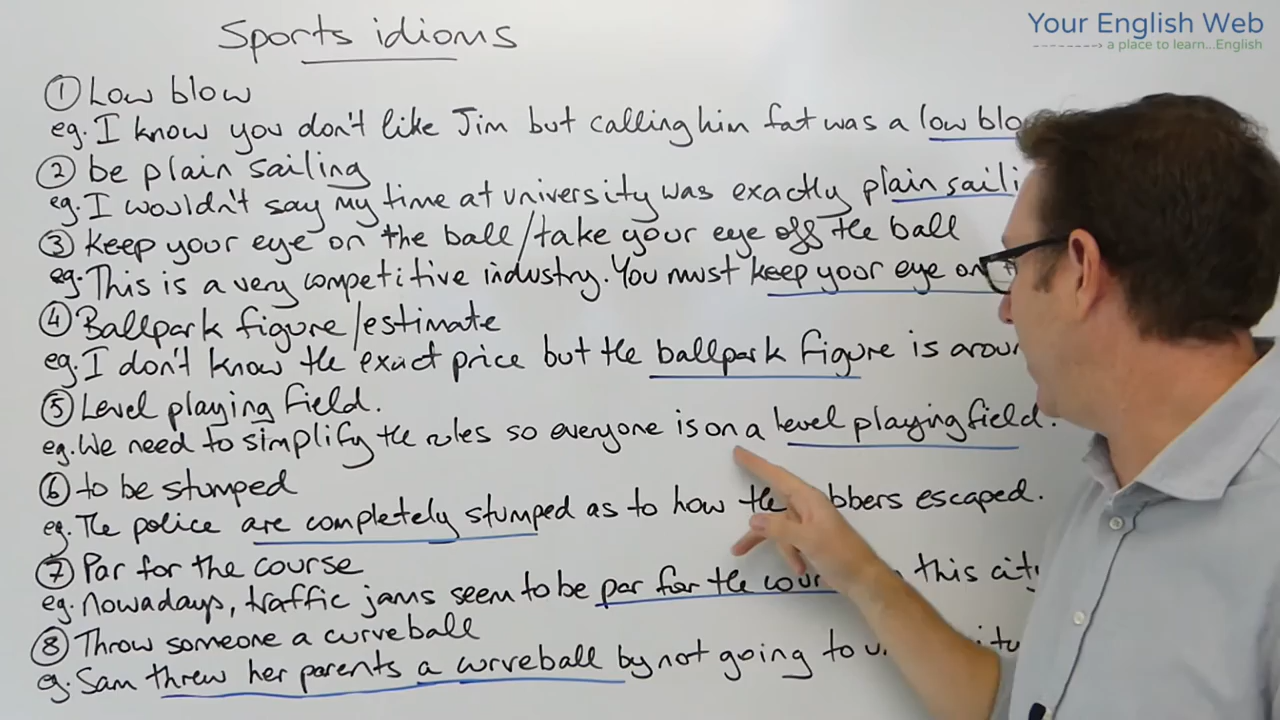 Sports idioms
Your English Web
a place to learn...English
① Low blow
eg. I know you don't like Jim but calling him fat was a low
② be plain sailing
eg. I wouldn't say my time at university was exactly plain
③ Keep your eye on the ball/take your eye off the ball
eg. This is a very competitive industry. You must keep your eye on
④ Ballpark figure/estimate
eg. I don't know the exact price but the ballpark figure is
⑤ Level playing field.
eg. We need to simplify the rules so everyone is on a level playing field.
⑥ to be stumped
eg. The police are completely stumped as to how the escaped.
⑦ Par for the course
eg. Nowadays, traffic jams seem to be par for the this
⑧ Throw someone a curveball
eg. Sam threw her parents a curveball by not going to